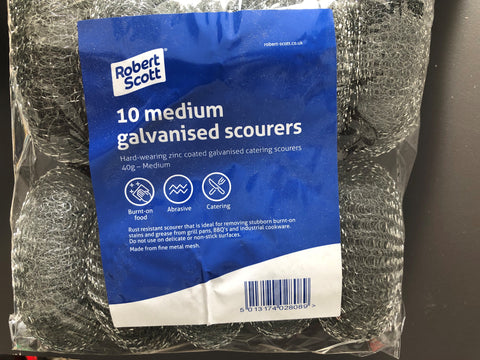 Robert
Scott
robert-scott.co.uk
10 medium
galvanised scourers
Hard-wearing zinc coated galvanised catering scourers
40g – Medium
Burnt-on
food
Abrasive
Catering
Rust resistant scourer that is ideal for removing stubborn burnt-on
stains and grease from grill pans, BBQ's and industrial cookware.
Do not use on delicate or non-stick surfaces.
Made from fine metal mesh.
5 013174 028089 >